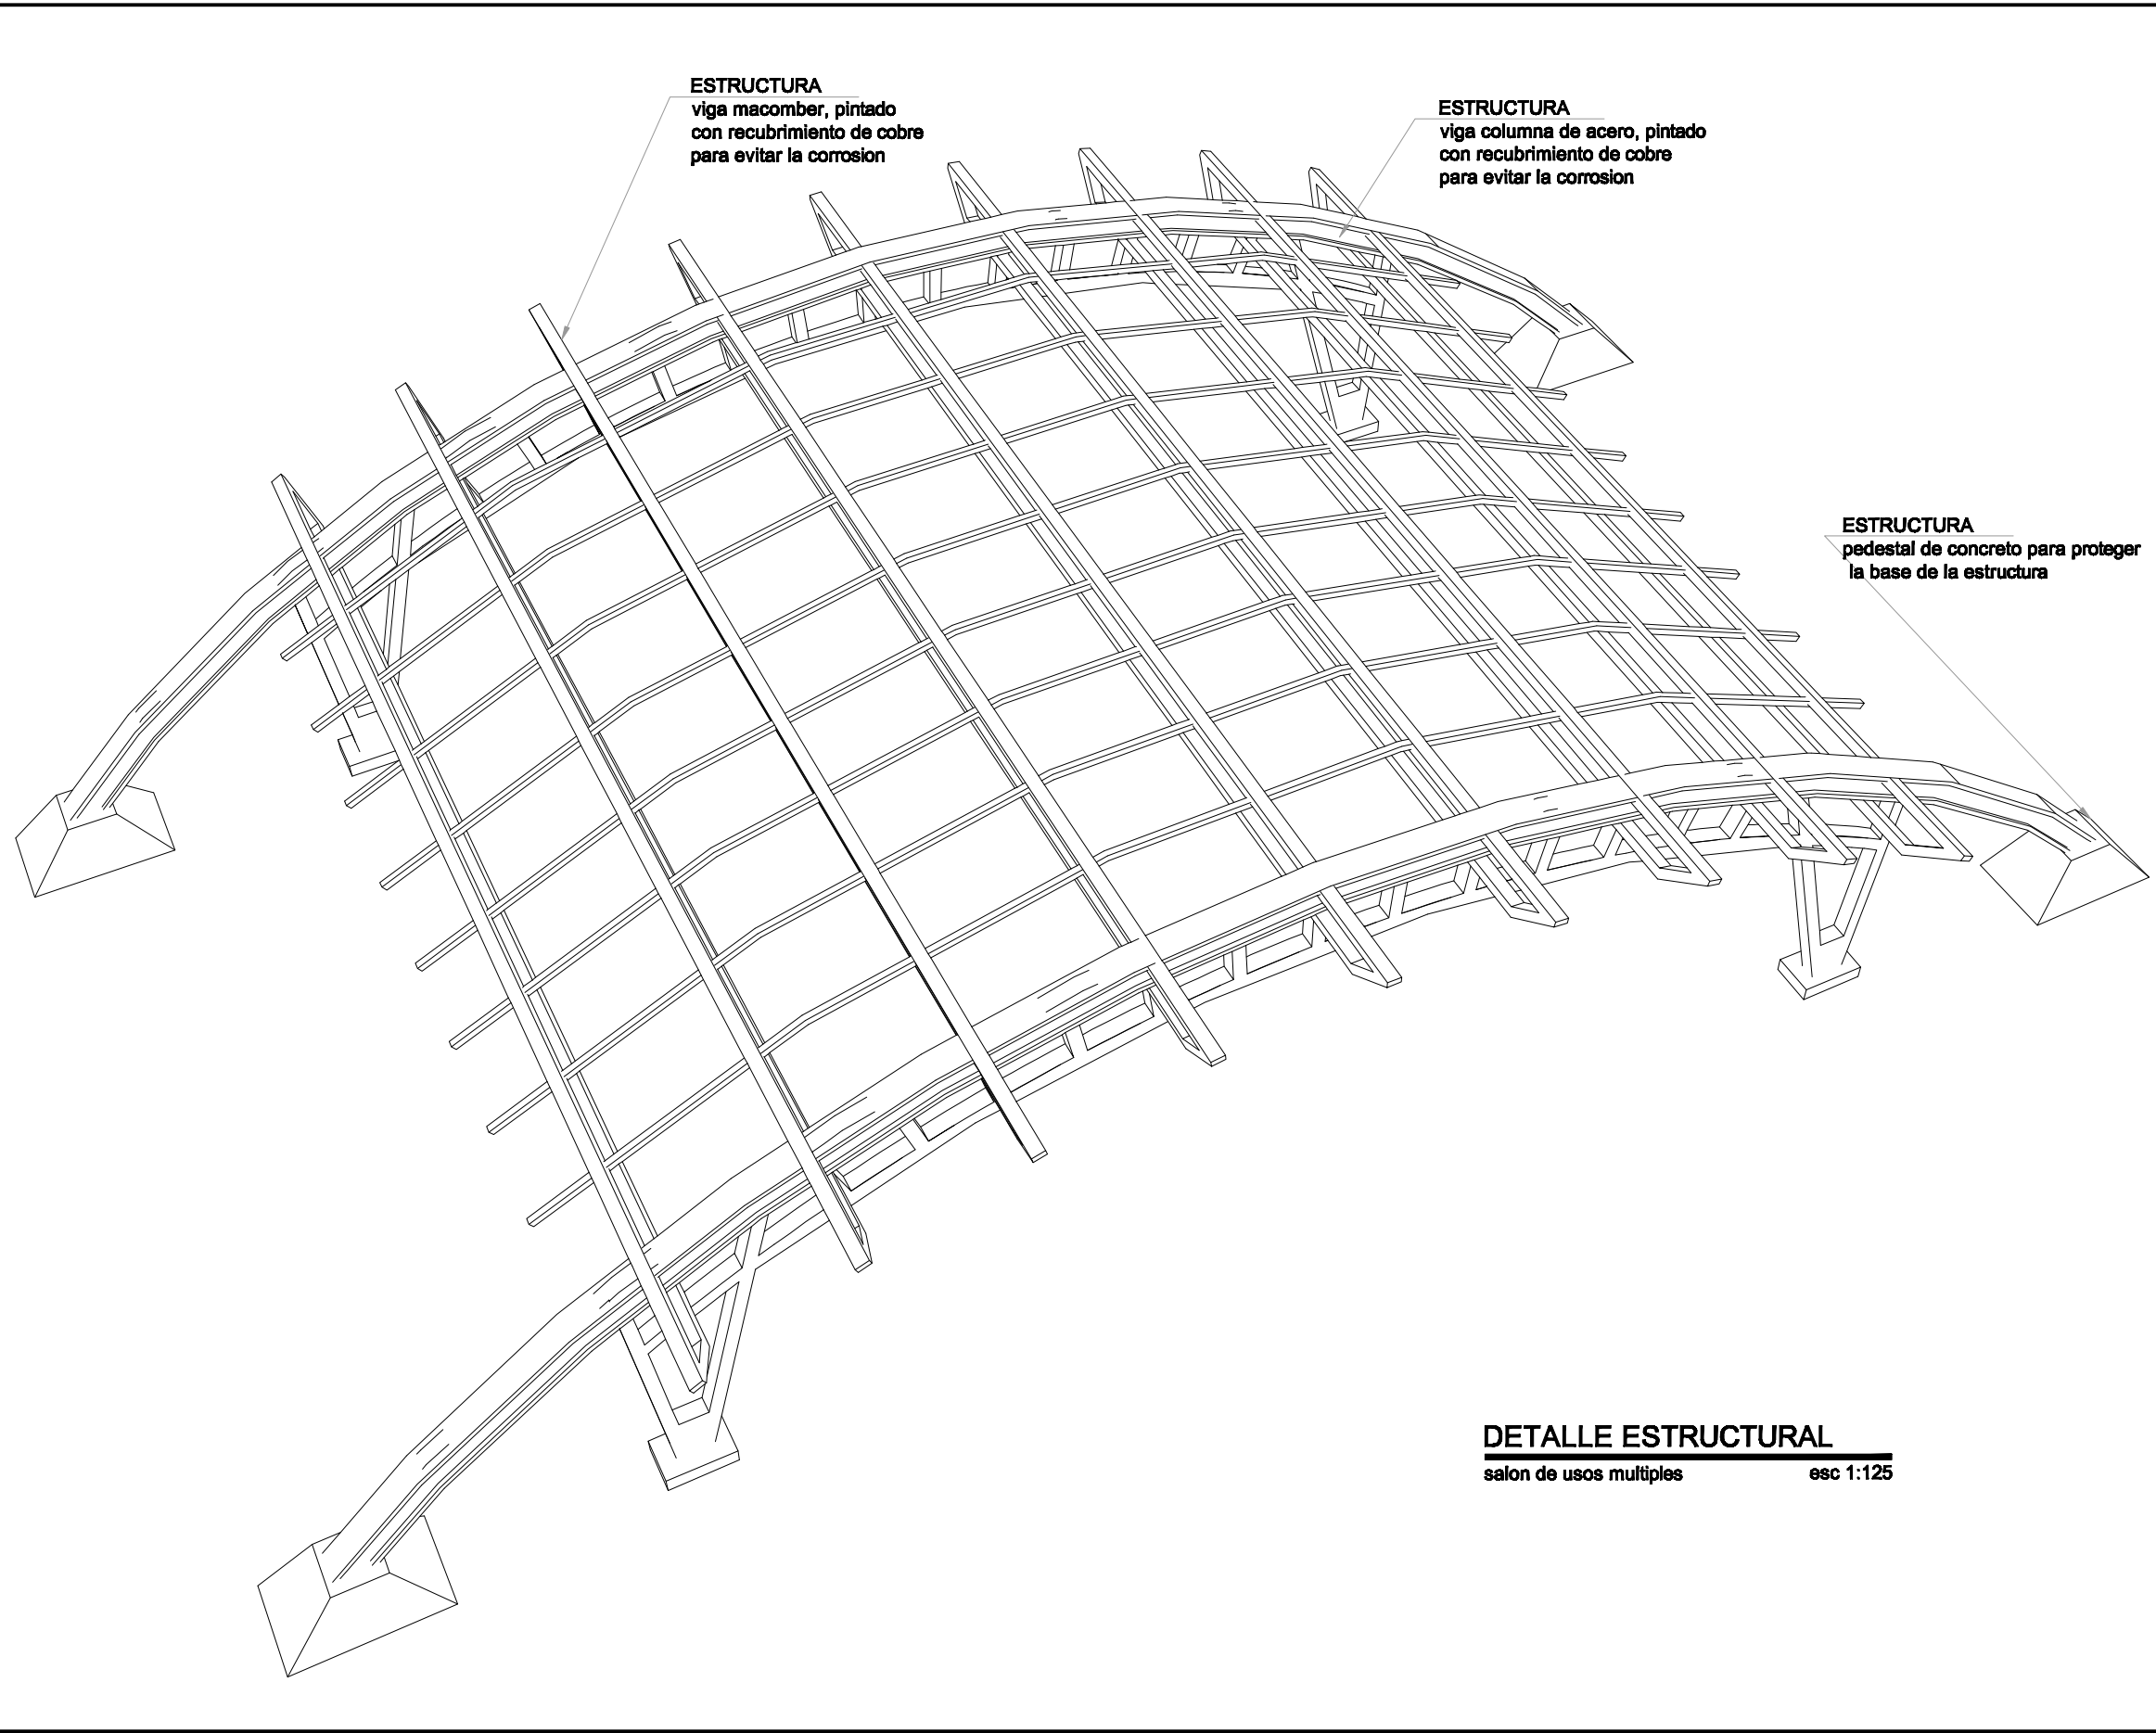 ESTRUCTURA
viga macomber, pintado
con recubrimiento de cobre
para evitar la corrosion
ESTRUCTURA
viga columna de acero, pintado
con recubrimiento de cobre
para evitar la corrosion
ESTRUCTURA
pedestal de concreto para proteger
la base de la estructura
DETALLE ESTRUCTURAL
salon de usos multiples esc 1:125